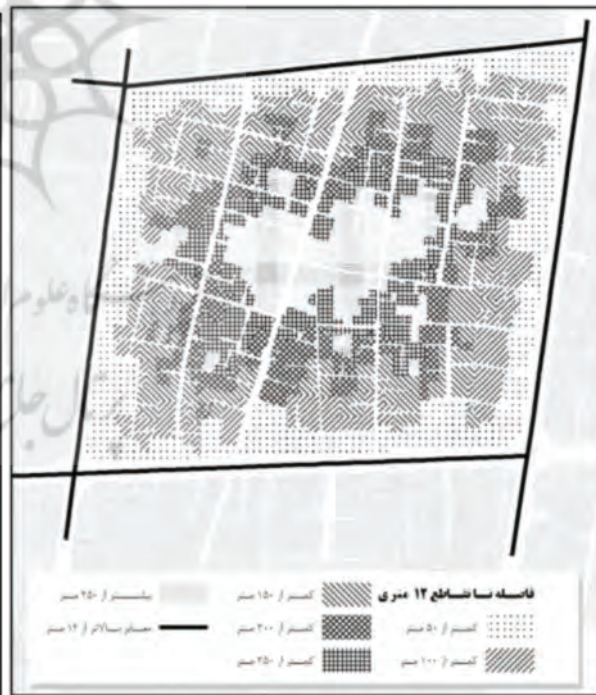 فاصله تا تقاطع ۱۲ متری
کمتر از ۵۰ متر
کمتر از ۱۰۰ متر
کمتر از ۱۵۰ متر
کمتر از ۲۰۰ متر
کمتر از ۲۵۰ متر
بیشتر از ۲۵۰ متر
معابر بالاتر از ۱۲ متر